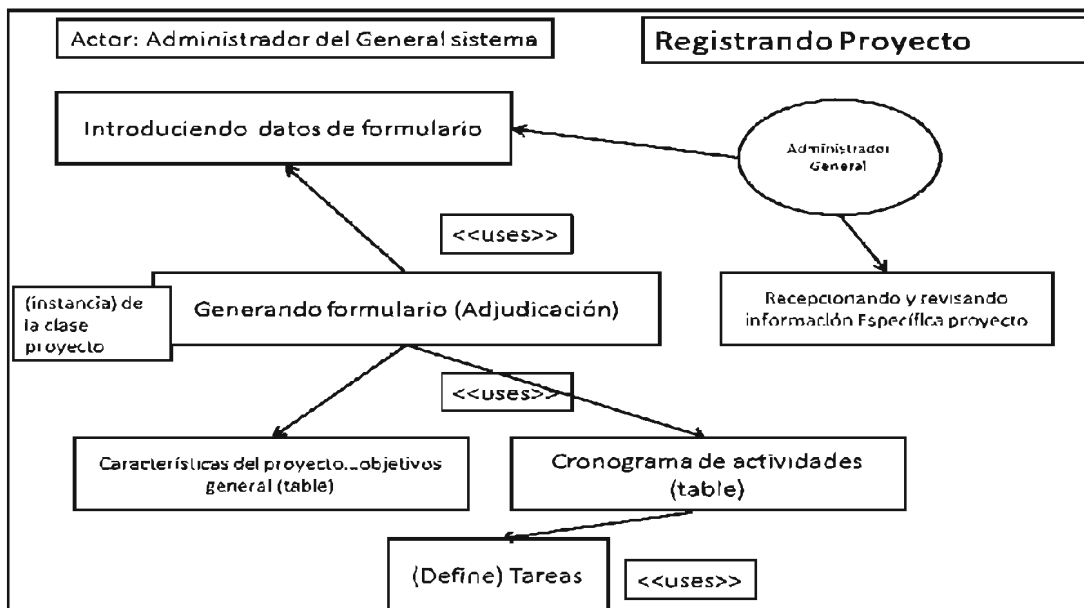 Actor: Administrador del General sistema
Registrando Proyecto
Introduciendo datos de formulario
Administrador
General
<<uses>>
(instancia) de
la clase
proyecto
Generando formulario (Adjudicación)
Recepcionando y revisando
información Específica proyecto
<<uses>>
Características del proyecto...objetivos
general (table)
Cronograma de actividades
(table)
(Define) Tareas
<<uses>>